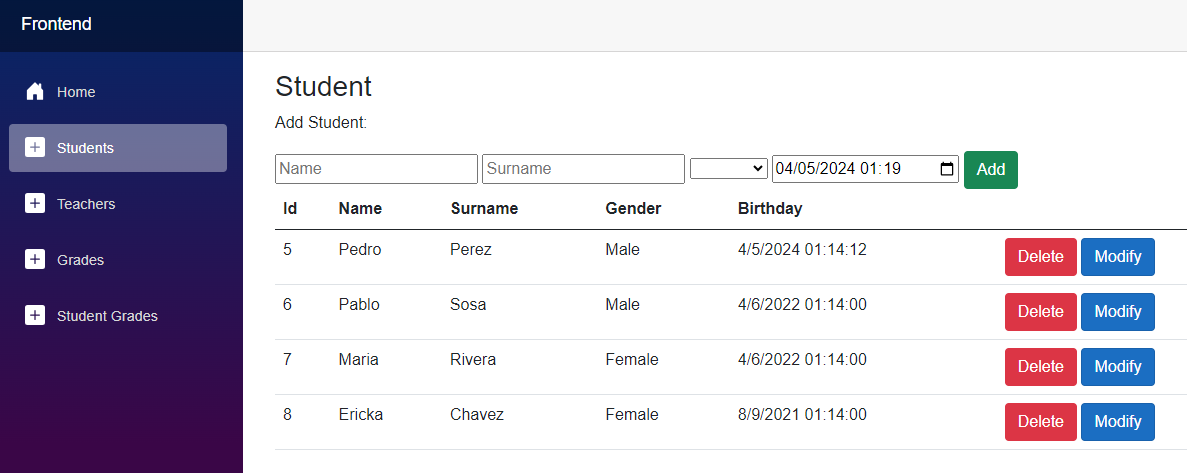 Frontend
Home
Students
Teachers
Grades
Student Grades
Student
Add Student:
Name Surname 04/05/2024 01:19 Add
Id Name Surname Gender Birthday
5 Pedro Perez Male 4/5/2024 01:14:12 Delete Modify
6 Pablo Sosa Male 4/6/2022 01:14:00 Delete Modify
7 Maria Rivera Female 4/6/2022 01:14:00 Delete Modify
8 Ericka Chavez Female 8/9/2021 01:14:00 Delete Modify